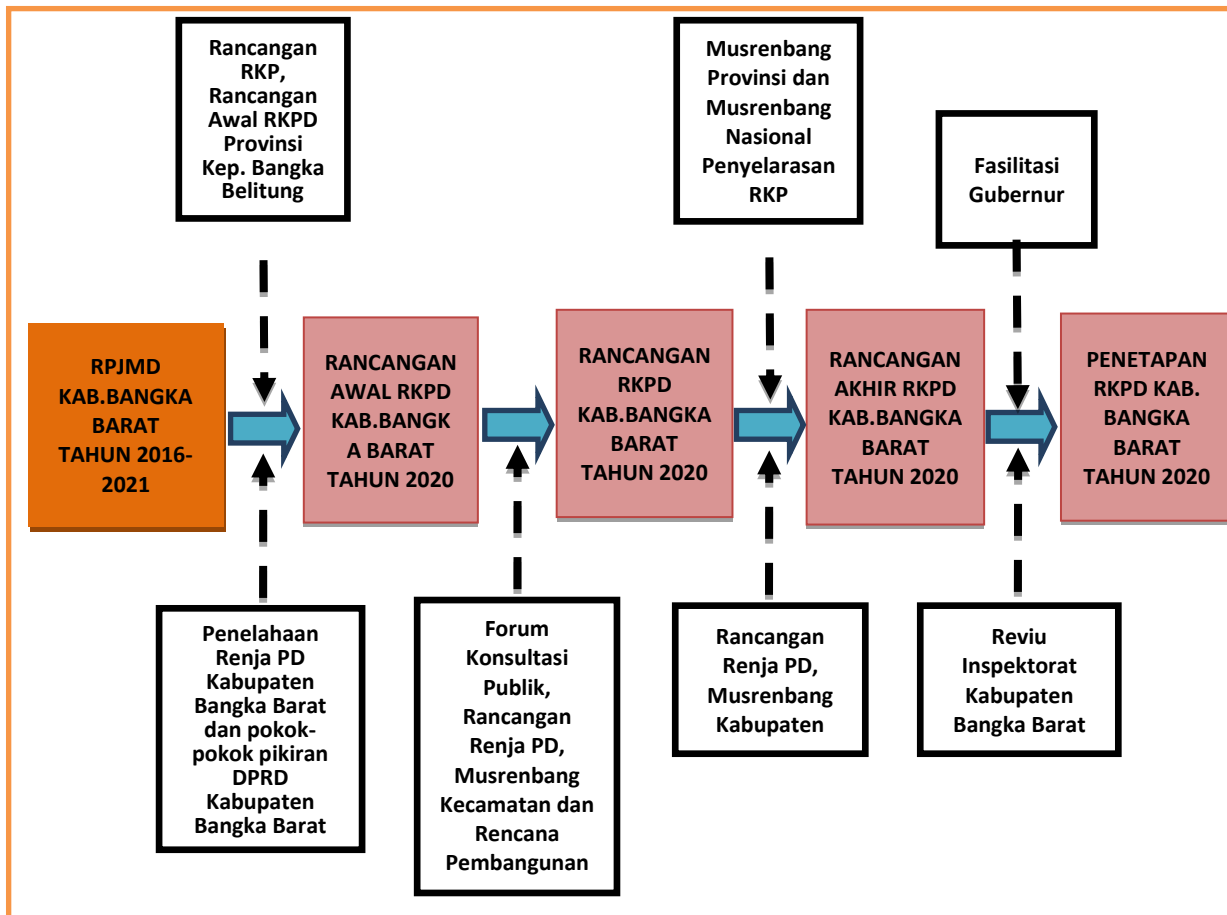 Rancangan
RKP,
Rancangan
Awal RKPD
Provinsi
Kep. Bangka
Belitung
Musrenbang
Provinsi dan
Musrenbang
Nasional
Penyelarasan
RKP
Fasilitasi
Gubernur
RPJMD
KAB.BANGKA
BARAT
TAHUN 2016-
2021
RANCANGAN
AWAL RKPD
KAB.BANGK
A BARAT
TAHUN 2020
RANCANGAN
RKPD
KAB.BANGKA
BARAT
TAHUN 2020
RANCANGAN
AKHIR RKPD
KAB.BANGKA
BARAT
TAHUN 2020
PENETAPAN
RKPD KAB.
BANGKA
BARAT
TAHUN 2020
Penelahaan
Renja PD
Kabupaten
Bangka Barat
dan pokok-
pokok pikiran
DPRD
Kabupaten
Bangka Barat
Forum
Konsultasi
Publik,
Rancangan
Renja PD,
Musrenbang
Kecamatan dan
Rencana
Pembangunan
Rancangan
Renja PD,
Musrenbang
Kabupaten
Reviu
Inspektorat
Kabupaten
Bangka Barat